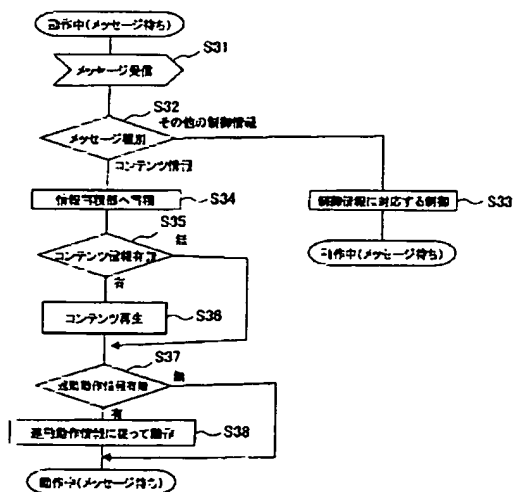 動作中(メッセージ待ち)
S31
メッセージ受信
S32
その他の制御情報
メッセージ種別
コンテンツ情報
S34
情報管理部へ
制御情報に対応する制御
S33
S35
無
コンテンツ情報有無
動作中(メッセージ待ち)
有
コンテンツ再生
S36
S37
無
連動動作情報有無
有
連動動作情報に従って動作
S38
動作中(メッセージ待ち)